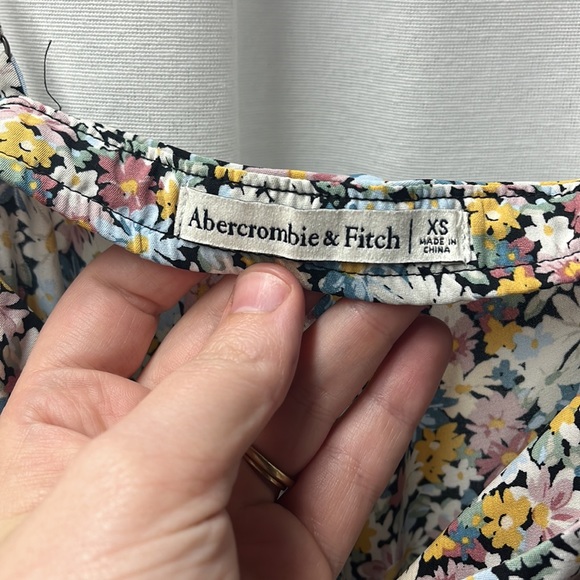 Abercrombie & Fitch
XS
MADE IN
CHINA